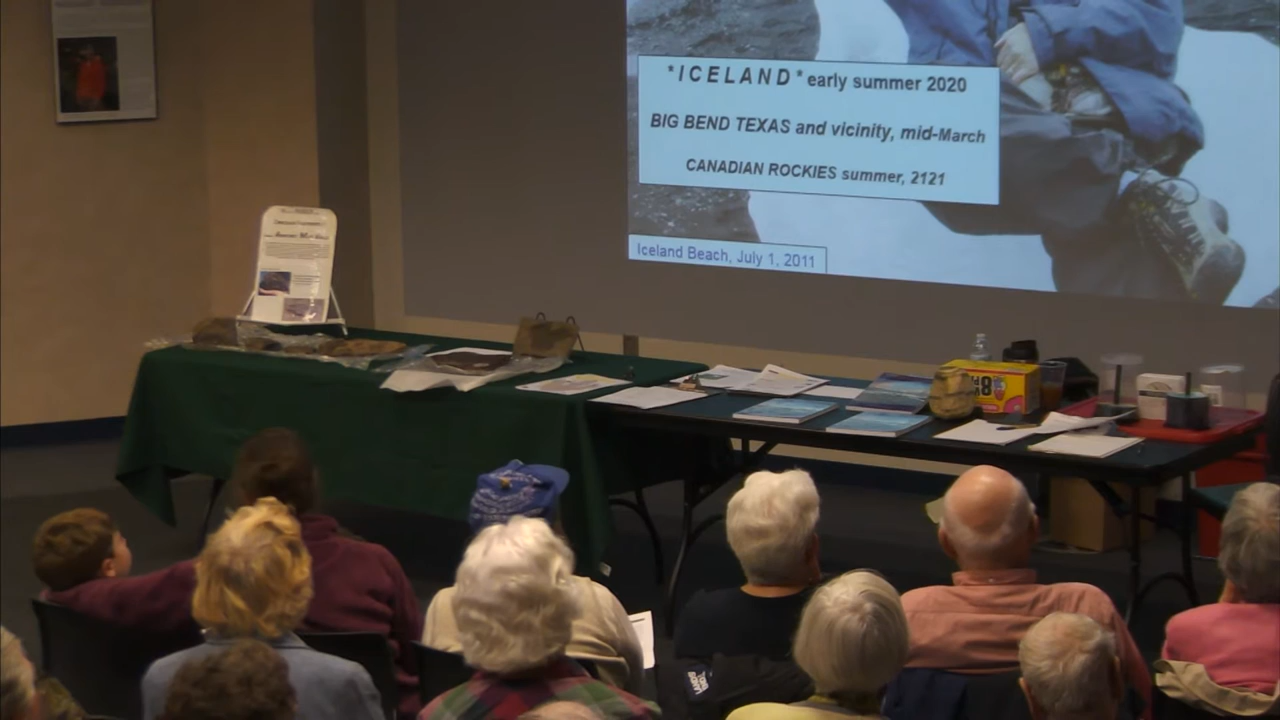 *ICELAND* early summer 2020
BIG BEND TEXAS and vicinity, mid-March
CANADIAN ROCKIES summer, 2121
Iceland Beach, July 1, 2011